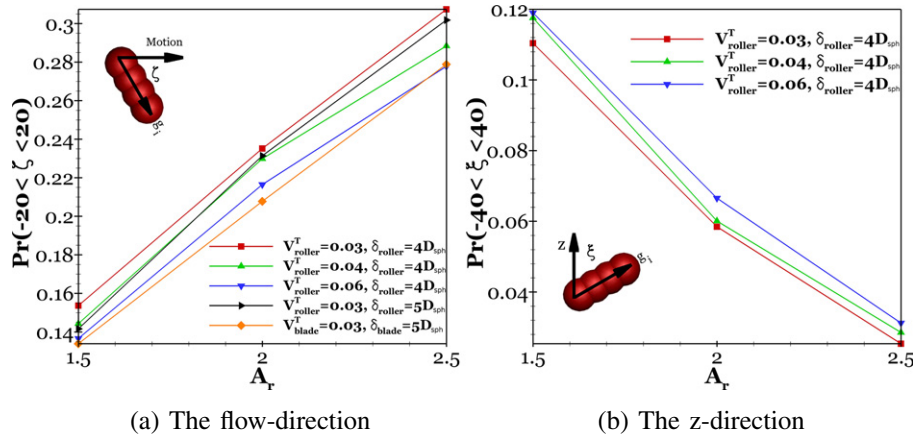 Pr(-20< ζ <20)
0.3
0.28
0.26
0.24
0.22
0.2
0.18
0.16
0.14
Motion
ζ
g_i
V^T_roller=0.03, δ_roller=4D_sph
V^T_roller=0.04, δ_roller=4D_sph
V^T_roller=0.06, δ_roller=4D_sph
V^T_roller=0.03, δ_roller=5D_sph
V^T_blade=0.03, δ_blade=5D_sph
1.5 2 2.5
A_r
(a) The flow-direction
Pr(-40< ξ <40)
0.12
0.1
0.08
0.06
0.04
V^T_roller=0.03, δ_roller=4D_sph
V^T_roller=0.04, δ_roller=4D_sph
V^T_roller=0.06, δ_roller=4D_sph
z
ξ
g_i
1.5 2 2.5
A_r
(b) The z-direction